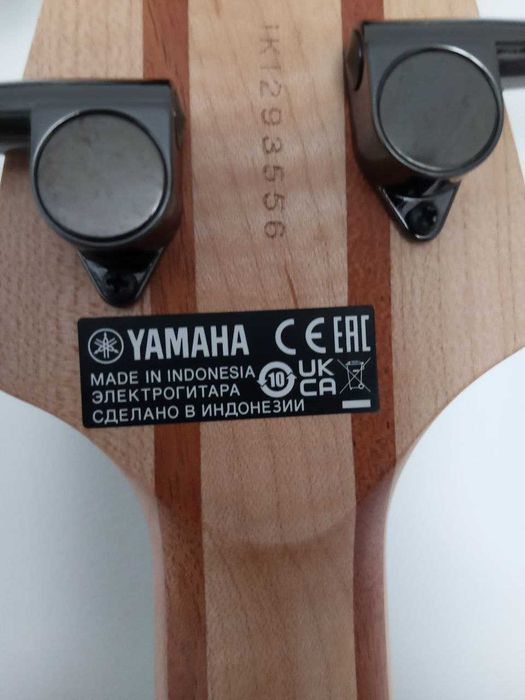 IKT293556
YAMAHA CE EAC
MADE IN INDONESIA
ЭЛЕКТРОГИТАРА 10 UK CA
СДЕЛАНО В ИНДОНЕЗИИ